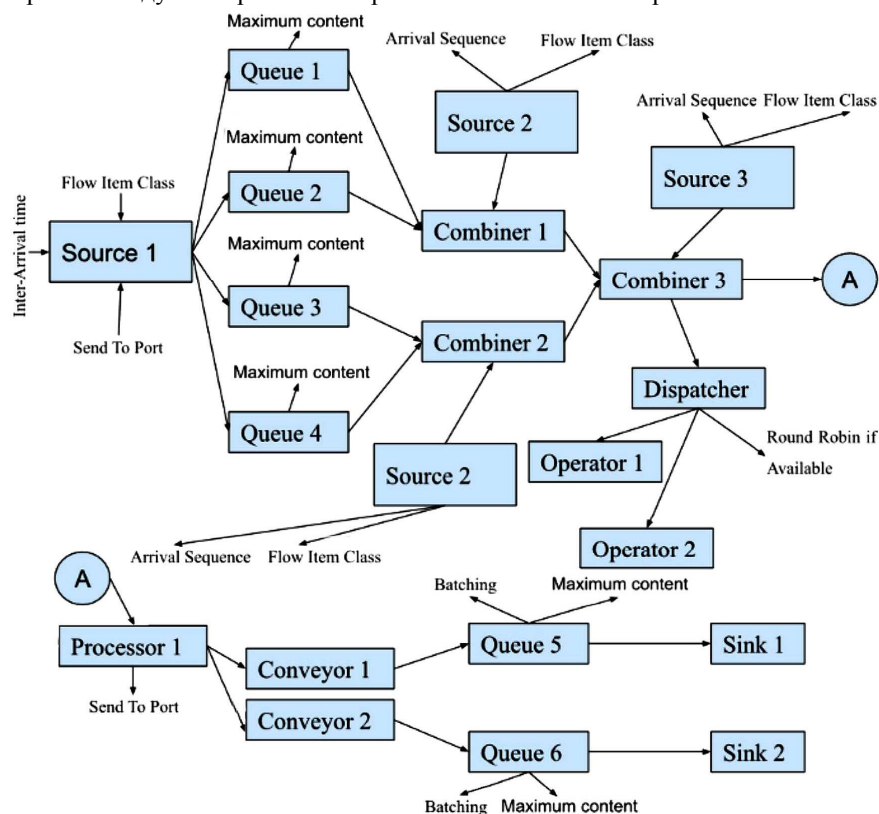 Maximum content
Queue 1
Arrival Sequence
Flow Item Class
Source 2
Arrival Sequence Flow Item Class
Source 3
Maximum content
Queue 2
Flow Item Class
Inter-Arrival time
Source 1
Send To Port
Combiner 1
Maximum content
Queue 3
Combiner 3
A
Combiner 2
Maximum content
Queue 4
Dispatcher
Round Robin if
Available
Operator 1
Source 2
Operator 2
Arrival Sequence
Flow Item Class
A
Batching
Maximum content
Processor 1
Send To Port
Conveyor 1
Queue 5
Sink 1
Conveyor 2
Queue 6
Sink 2
Batching
Maximum content